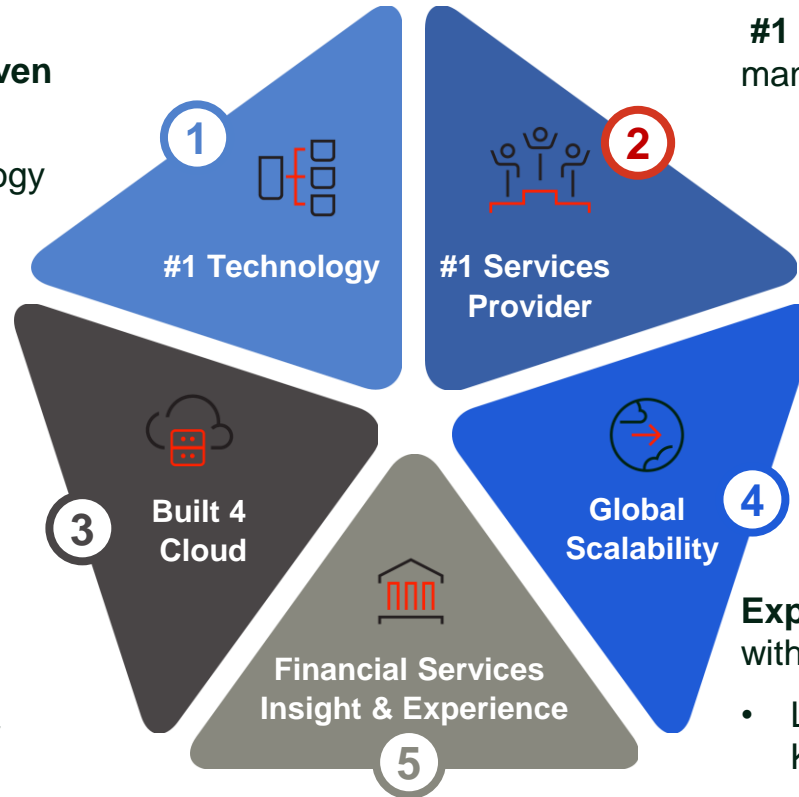 #1
ven
man
ogy
1
2
#1 Technology
#1 Services
Provider
3
Built 4
Cloud
Global
Scalability
4
Financial Services
Insight & Experience
5
Exp
with
• L
K